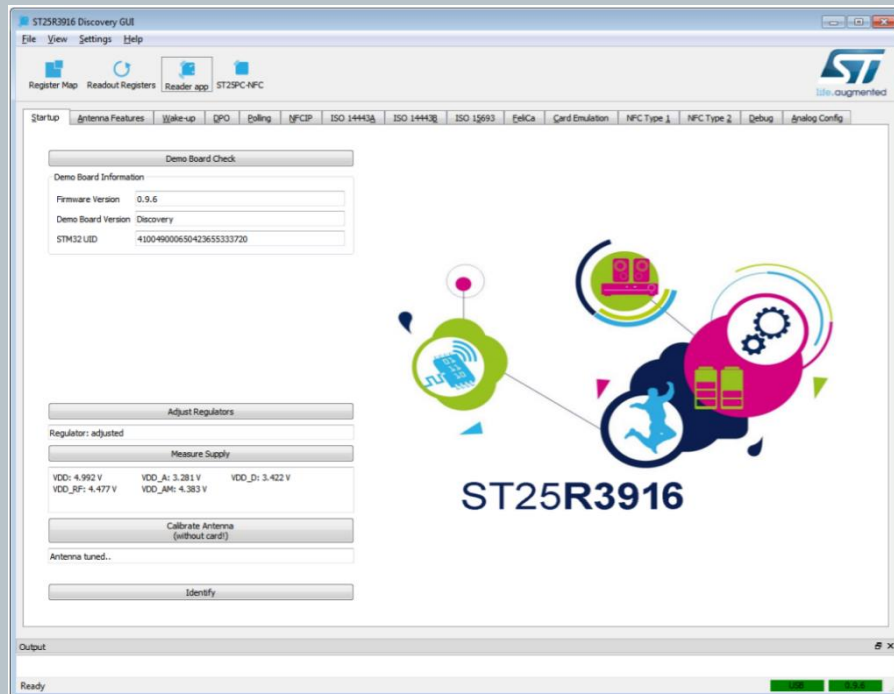 ST25R3916 Discovery GUI
File View Settings Help
Register Map Readout Registers Reader app ST25PC-NFC
ST
life.augmented
Startup Antenna Features Wake-up DPO Polling NFCIP ISO 14443A ISO 14443B ISO 15693 FeliCa Card Emulation NFC Type 1 NFC Type 2 Debug Analog Config
Demo Board Check
Demo Board Information
Firmware Version 0.9.6
Demo Board Version Discovery
STM32 UID 410049000650423655333720
Adjust Regulators
Regulator: adjusted
Measure Supply
VDD: 4.992 V VDD_A: 3.281 V VDD_D: 3.422 V
VDD_RF: 4.477 V VDD_AM: 4.383 V
ST25R3916
Calibrate Antenna
(without card!)
Antenna tuned..
Identify
Output
Ready USB 0.9.6